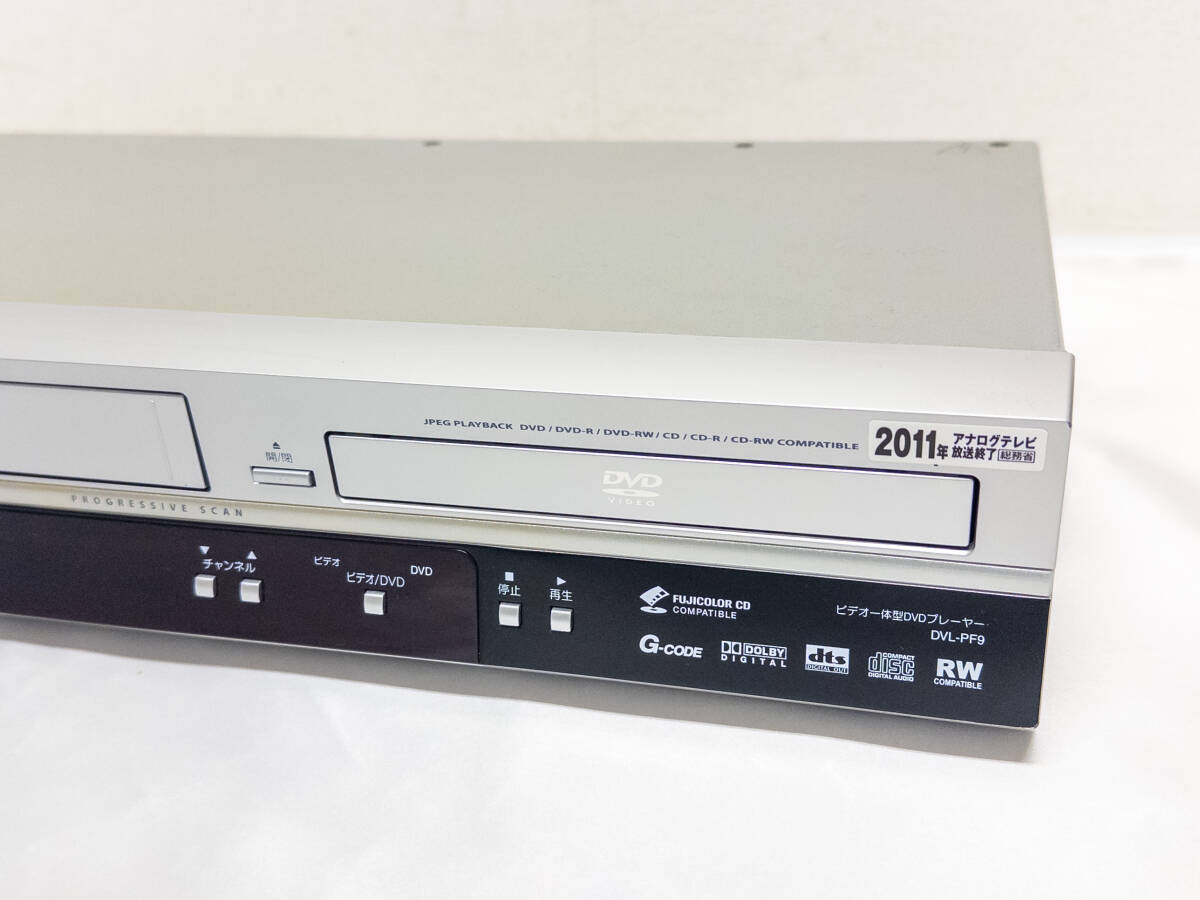 JPEG PLAYBACK DVD / DVD-R / DVD-RW / CD / CD-R / CD-RW COMPATIBLE
2011年 アナログテレビ
放送終了 総務省
開/閉
DVD
VIDEO
PROGRESSIVE SCAN
チャンネル
ビデオ DVD
ビデオ/DVD
停止
再生
FUJICOLOR CD
COMPATIBLE
ビデオ一体型DVDプレーヤー
DVL-PF9
G-CODE
DOLBY
DIGITAL
dts
DIGITAL OUT
COMPACT
disc
DIGITAL AUDIO
RW
COMPATIBLE